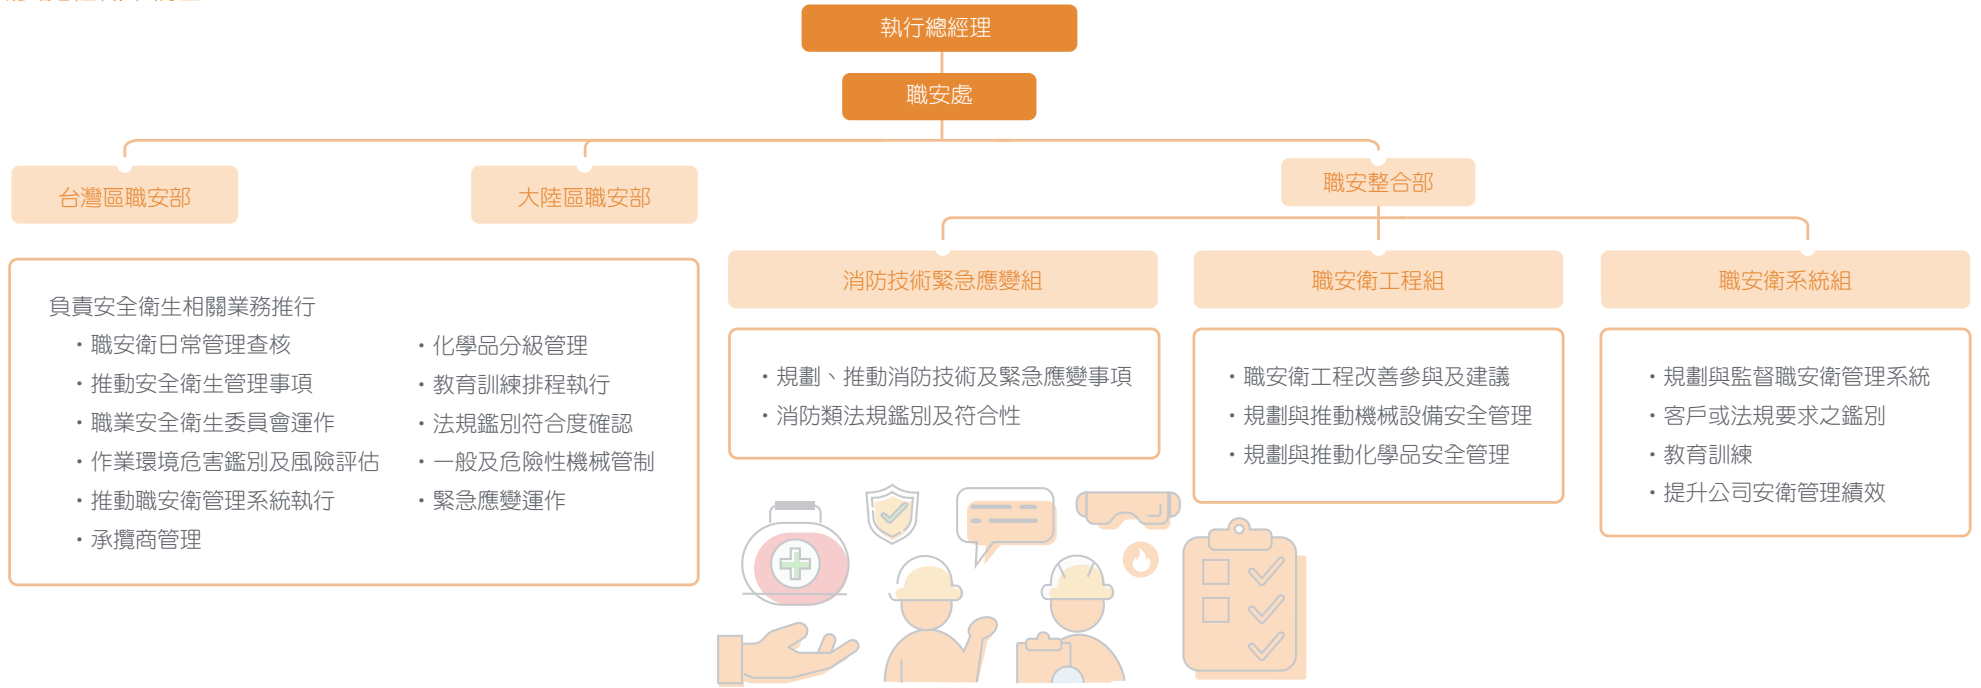 執行總經理
職安處
台灣區職安部
大陸區職安部
職安整合部
負責安全衛生相關業務推行
・職安衛日常管理查核
・推動安全衛生管理事項
・職業安全衛生委員會運作
・作業環境危害鑑別及風險評估
・推動職安衛管理系統執行
・承攬商管理
・化學品分級管理
・教育訓練排程執行
・法規鑑別符合度確認
・一般及危險性機械管制
・緊急應變運作
消防技術緊急應變組
・規劃、推動消防技術及緊急應變事項
・消防類法規鑑別及符合性
職安衛工程組
・職安衛工程改善參與及建議
・規劃與推動機械設備安全管理
・規劃與推動化學品安全管理
職安衛系統組
・規劃與監督職安衛管理系統
・客戶或法規要求之鑑別
・教育訓練
・提升公司安衛管理績效